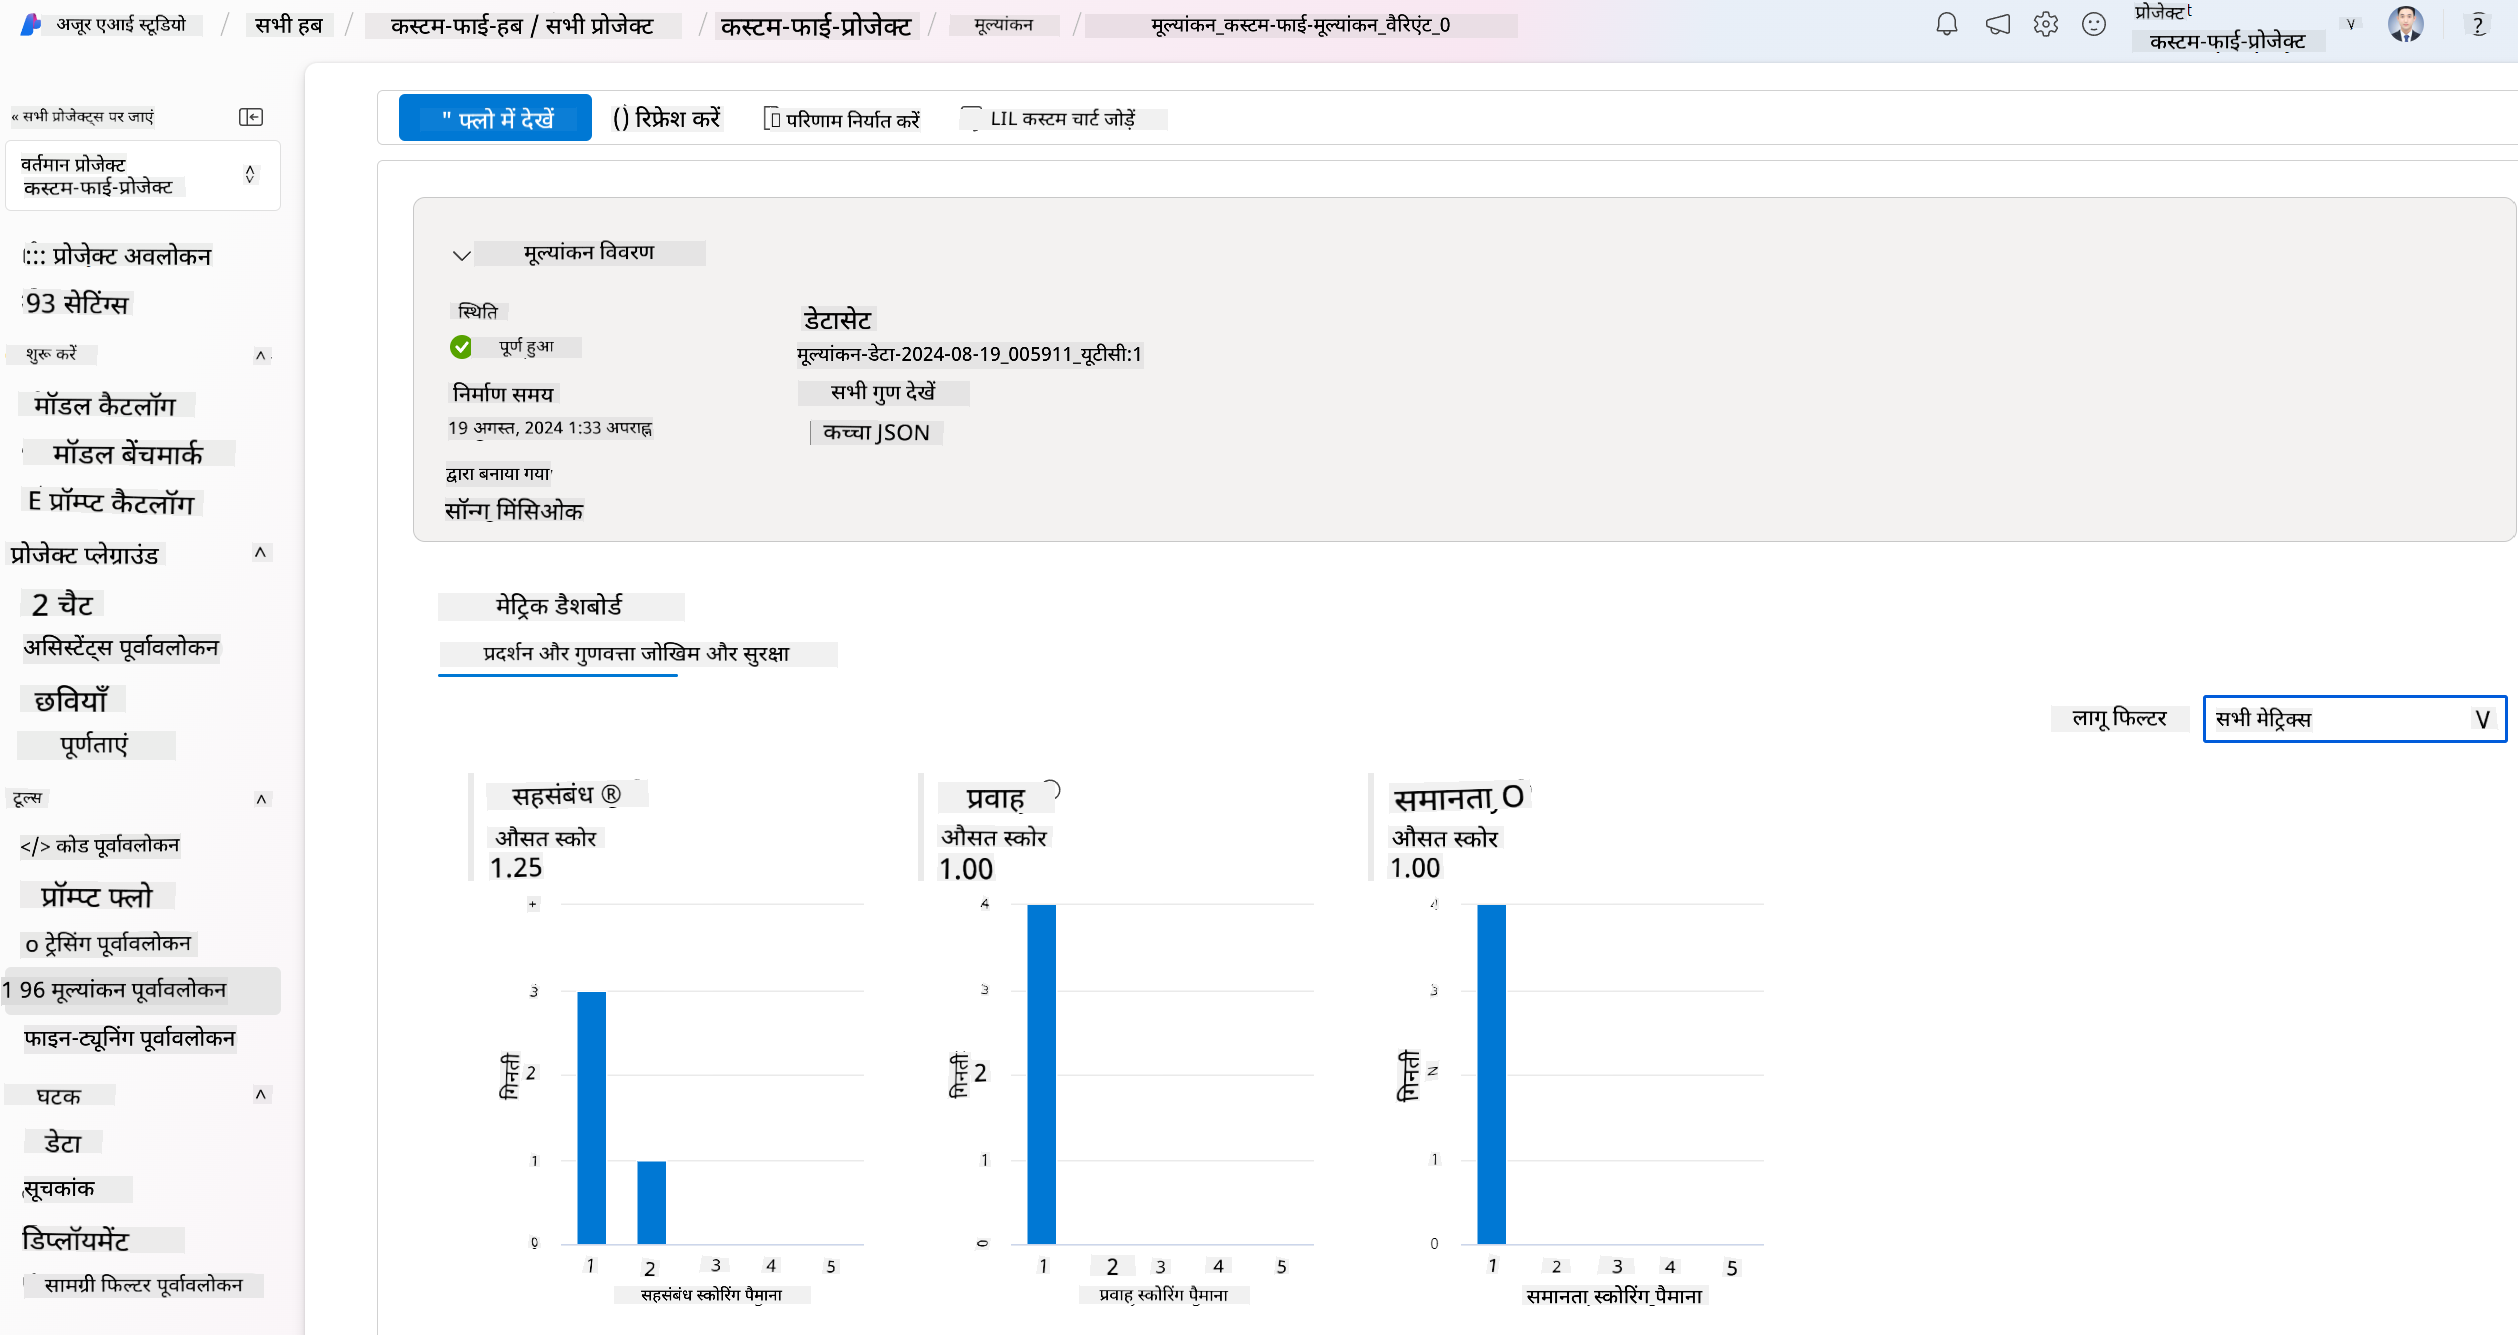 अजूर एआई स्टूडियो / सभी हब / कस्टम-फाई-हब / सभी प्रोजेक्ट / कस्टम-फाई-प्रोजेक्ट / मूल्यांकन / मूल्यांकन_कस्टम-फाई-मूल्यांकन_वैरिएंट_0
प्रोजेक्ट
कस्टम-फाई-प्रोजेक्ट
« सभी प्रोजेक्ट्स पर जाएं
वर्तमान प्रोजेक्ट
कस्टम-फाई-प्रोजेक्ट
प्रोजेक्ट अवलोकन
93 सेटिंग्स
शुरू करें
मॉडल कैटलॉग
मॉडल बेंचमार्क
E प्रॉम्प्ट कैटलॉग
प्रोजेक्ट प्लेग्राउंड
2 चैट
असिस्टेंट्स पूर्वावलोकन
छवियाँ
पूर्णताएं
टूल्स
</> कोड पूर्वावलोकन
प्रॉम्प्ट फ्लो
o ट्रेसिंग पूर्वावलोकन
1 96 मूल्यांकन पूर्वावलोकन
फाइन-ट्यूनिंग पूर्वावलोकन
घटक
डेटा
सूचकांक
डिप्लॉयमेंट
सामग्री फिल्टर पूर्वावलोकन
" फ्लो में देखें
() रिफ्रेश करें
परिणाम निर्यात करें
LIL कस्टम चार्ट जोड़ें
मूल्यांकन विवरण
स्थिति
पूर्ण हुआ
निर्माण समय
19 अगस्त, 2024 1:33 अपराह्न
द्वारा बनाया गया
सॉन्ग मिंसिओक
डेटासेट
मूल्यांकन-डेटा-2024-08-19_005911_यूटीसी:1
सभी गुण देखें
कच्चा JSON
मेट्रिक डैशबोर्ड
प्रदर्शन और गुणवत्ता जोखिम और सुरक्षा
लागू फिल्टर
सभी मेट्रिक्स
सहसंबंध ®
औसत स्कोर
1.25
3
गिनती 2
1
0
1 2 3 4 5
सहसंबंध स्कोरिंग पैमाना
प्रवाह
औसत स्कोर
1.00
4
3
गिनती 2
1
0
1 2 3 4 5
प्रवाह स्कोरिंग पैमाना
समानता O
औसत स्कोर
1.00
4
3
गिनती
1
0
1 2 3 4 5
समानता स्कोरिंग पैमाना